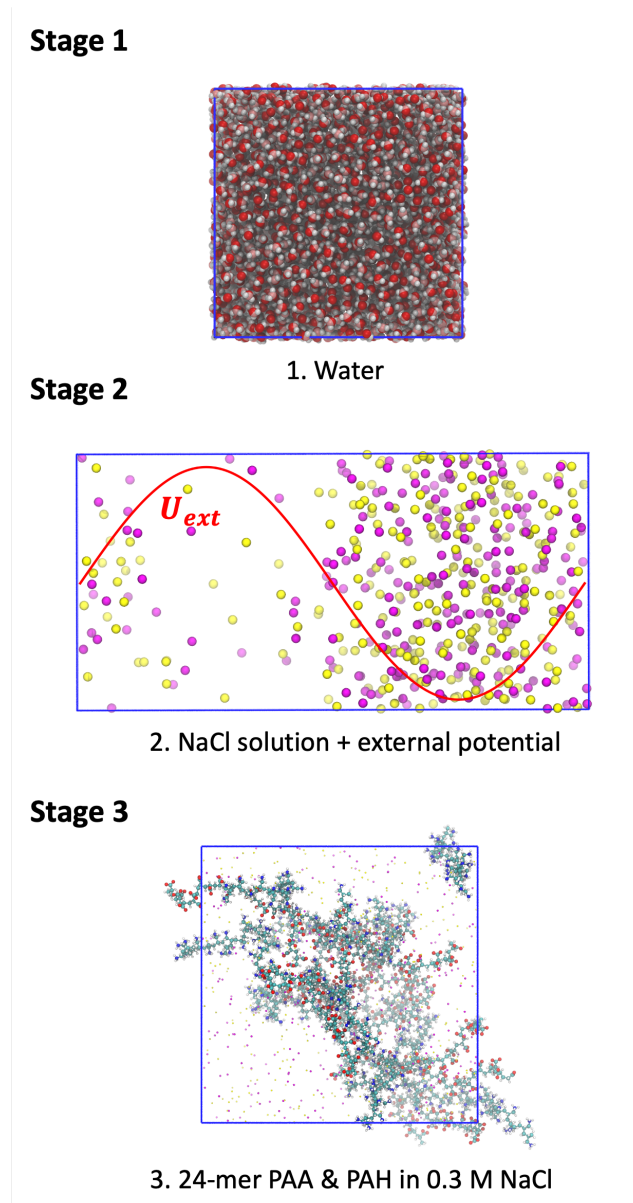 Stage 1
1. Water
Stage 2
U_ext
2. NaCl solution + external potential
Stage 3
3. 24-mer PAA & PAH in 0.3 M NaCl